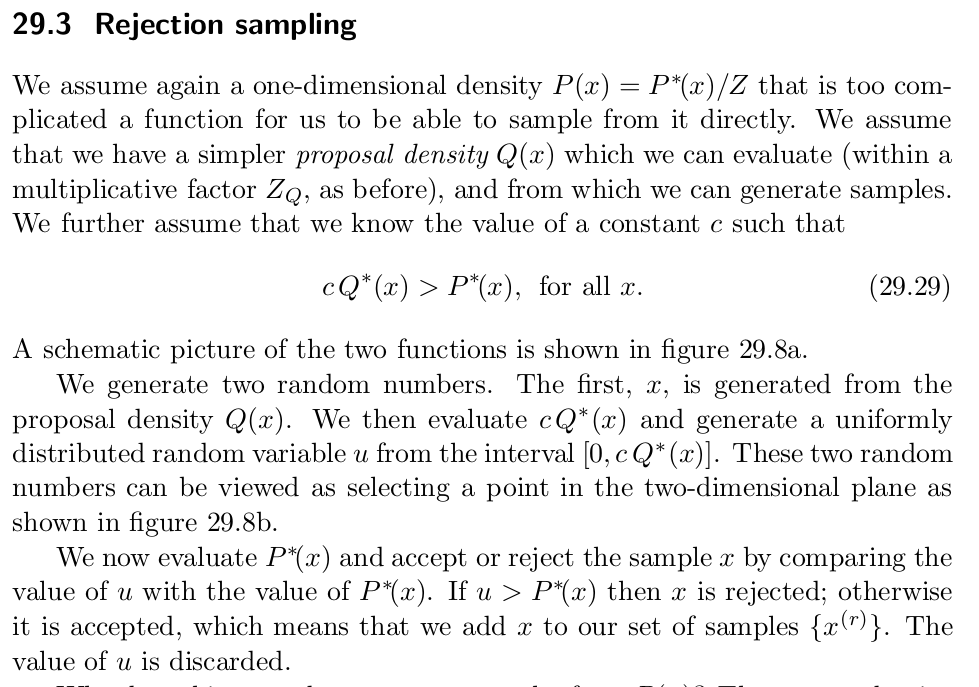 29.3 Rejection sampling
We assume again a one-dimensional density P(x) = P*(x)/Z that is too com-
plicated a function for us to be able to sample from it directly. We assume
that we have a simpler proposal density Q(x) which we can evaluate (within a
multiplicative factor Z_Q, as before), and from which we can generate samples.
We further assume that we know the value of a constant c such that
c Q*(x) > P*(x), for all x. (29.29)
A schematic picture of the two functions is shown in figure 29.8a.
We generate two random numbers. The first, x, is generated from the
proposal density Q(x). We then evaluate c Q*(x) and generate a uniformly
distributed random variable u from the interval [0, c Q*(x)]. These two random
numbers can be viewed as selecting a point in the two-dimensional plane as
shown in figure 29.8b.
We now evaluate P*(x) and accept or reject the sample x by comparing the
value of u with the value of P*(x). If u > P*(x) then x is rejected; otherwise
it is accepted, which means that we add x to our set of samples {x^(r)}. The
value of u is discarded.